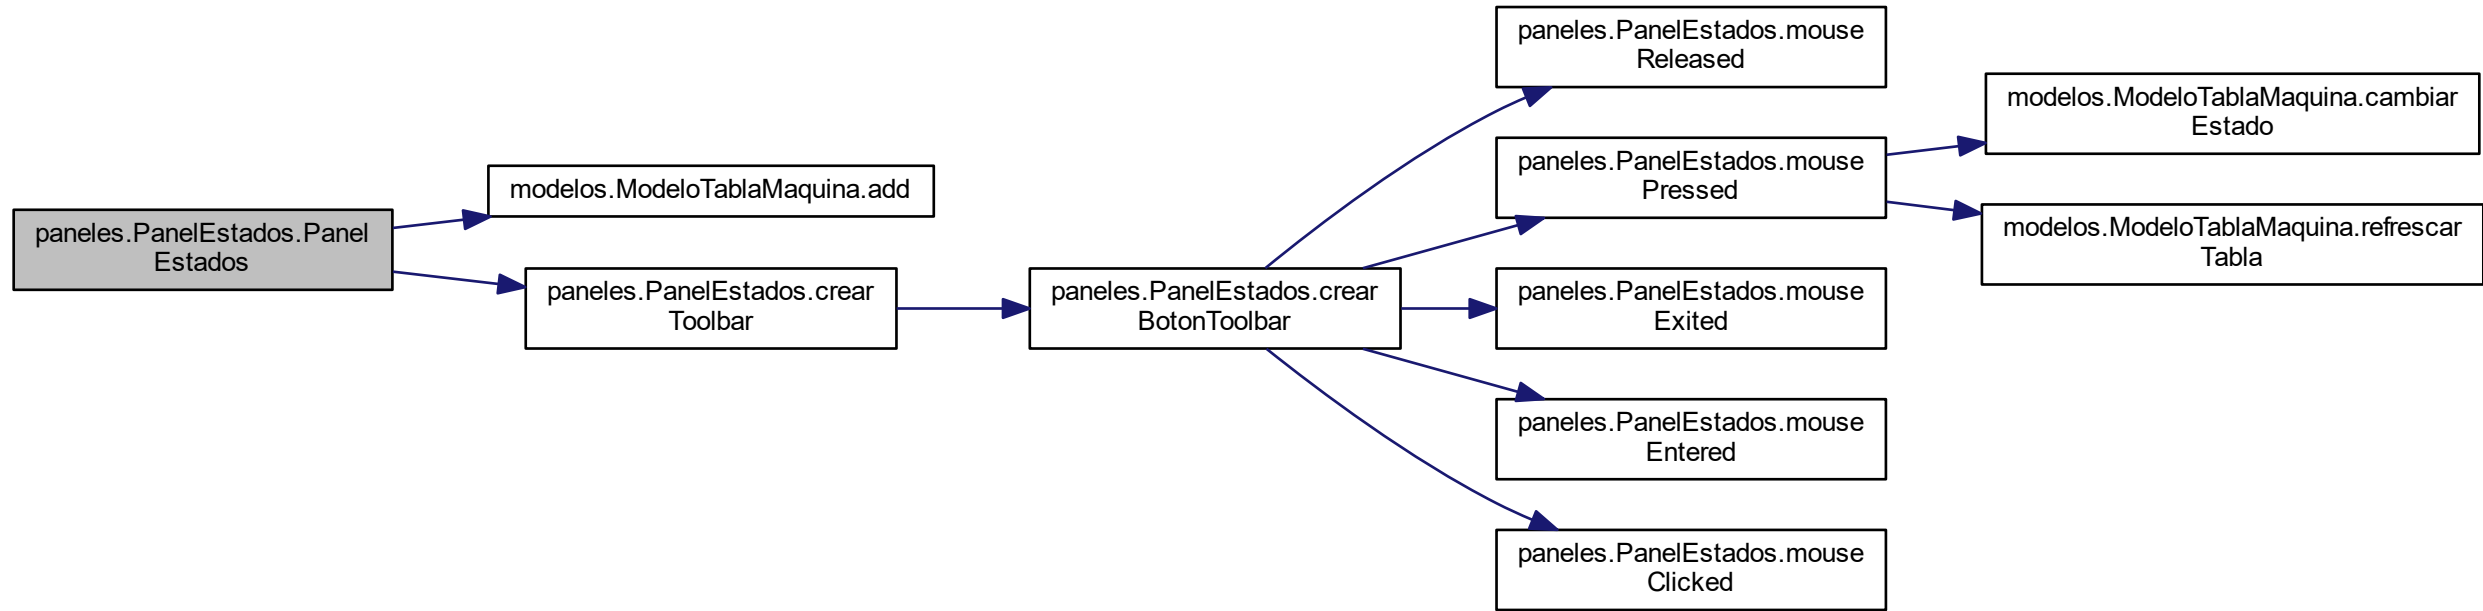 paneles.PanelEstados.Panel
Estados
modelos.ModeloTablaMaquina.add
paneles.PanelEstados.crear
Toolbar
paneles.PanelEstados.crear
BotonToolbar
paneles.PanelEstados.mouse
Released
paneles.PanelEstados.mouse
Pressed
paneles.PanelEstados.mouse
Exited
paneles.PanelEstados.mouse
Entered
paneles.PanelEstados.mouse
Clicked
modelos.ModeloTablaMaquina.cambiar
Estado
modelos.ModeloTablaMaquina.refrescar
Tabla